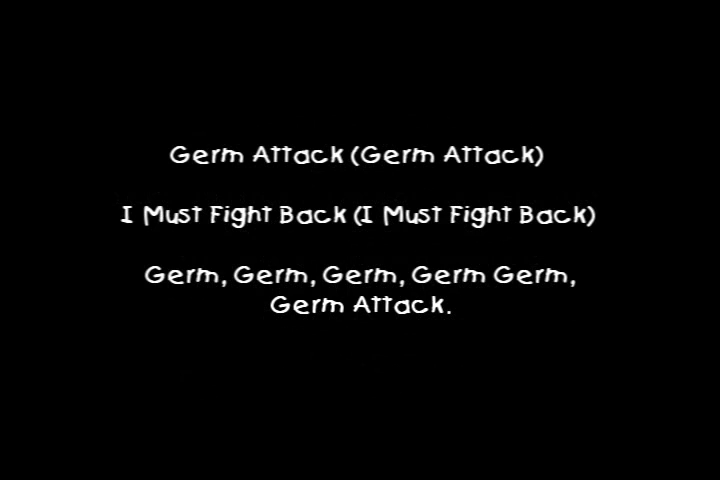 Germ Attack (Germ Attack)
I Must Fight Back (I Must Fight Back)
Germ, Germ, Germ, Germ Germ,
Germ Attack.